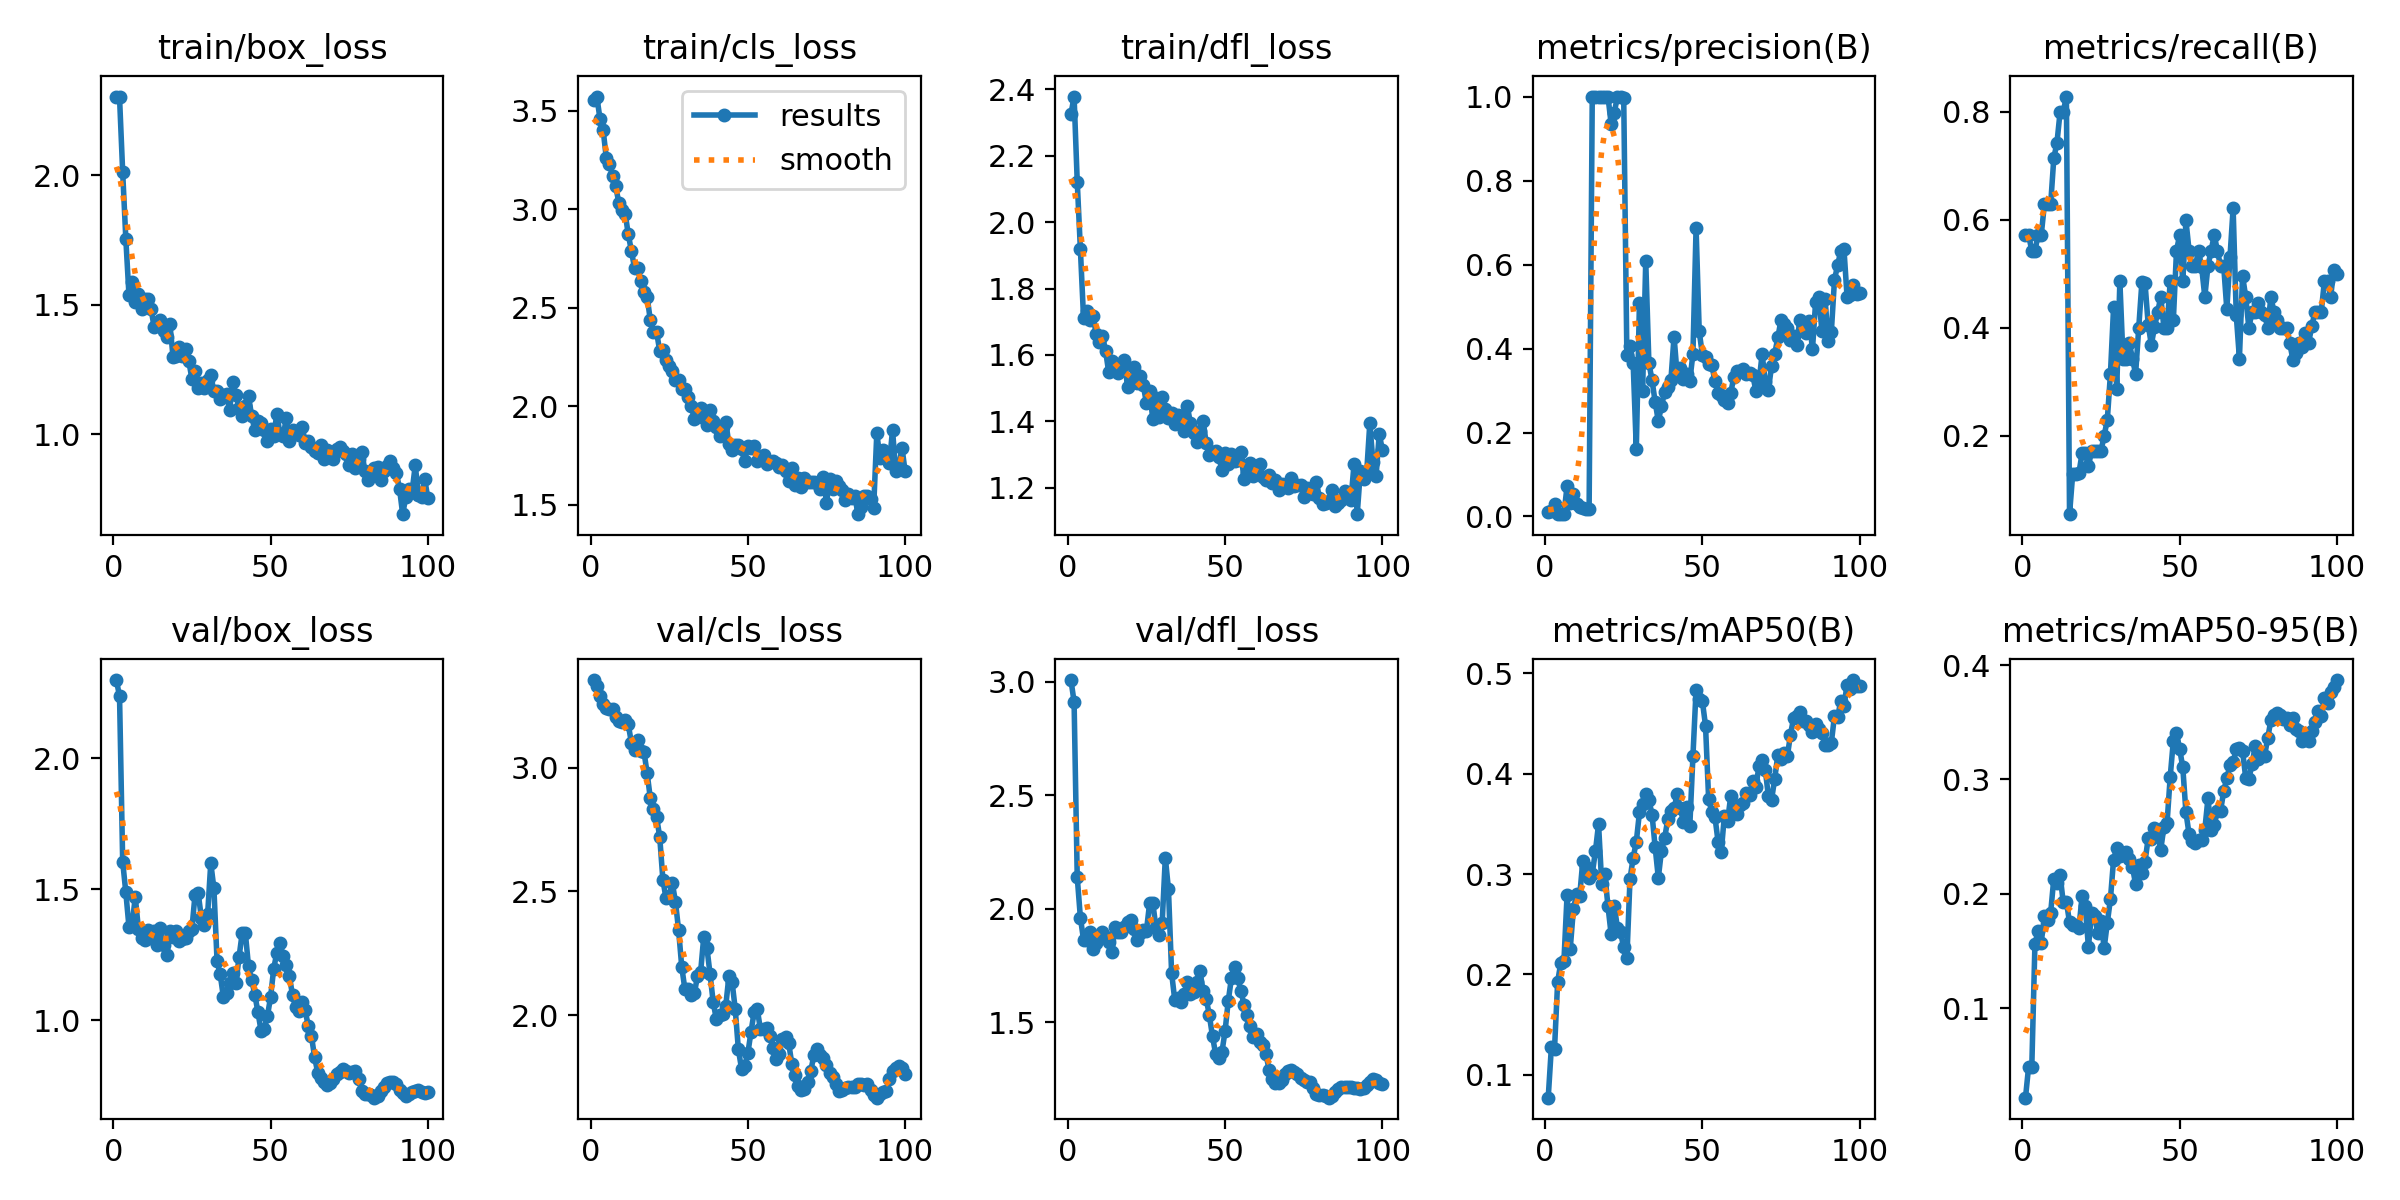 train/box_loss
2.0
1.5
1.0
0 50 100
train/cls_loss
results
smooth
3.5
3.0
2.5
2.0
1.5
0 50 100
train/dfl_loss
2.4
2.2
2.0
1.8
1.6
1.4
1.2
0 50 100
metrics/precision(B)
1.0
0.8
0.6
0.4
0.2
0.0
0 50 100
metrics/recall(B)
0.8
0.6
0.4
0.2
0 50 100
val/box_loss
2.0
1.5
1.0
0 50 100
val/cls_loss
3.0
2.5
2.0
0 50 100
val/dfl_loss
3.0
2.5
2.0
1.5
0 50 100
metrics/mAP50(B)
0.5
0.4
0.3
0.2
0.1
0 50 100
metrics/mAP50-95(B)
0.4
0.3
0.2
0.1
0 50 100